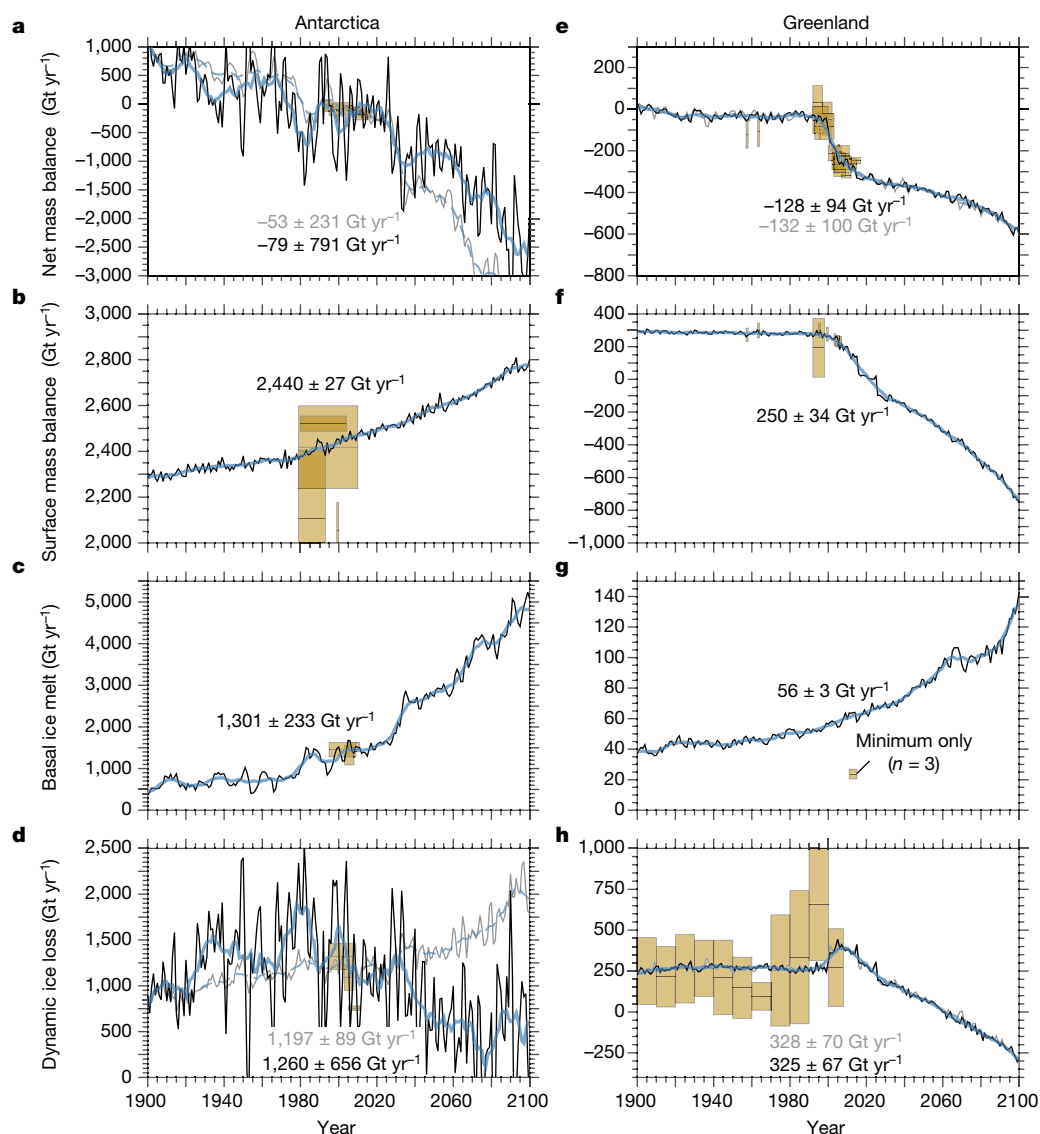 Antarctica
Greenland
a
Net mass balance (Gt yr⁻¹)
1,000
500
0
−500
−1,000
−1,500
−2,000
−2,500
−3,000
−53 ± 231 Gt yr⁻¹
−79 ± 791 Gt yr⁻¹
e
200
0
−200
−400
−600
−800
−128 ± 94 Gt yr⁻¹
−132 ± 100 Gt yr⁻¹
b
Surface mass balance (Gt yr⁻¹)
3,000
2,800
2,600
2,400
2,200
2,000
2,440 ± 27 Gt yr⁻¹
f
400
200
0
−200
−400
−600
−800
−1,000
250 ± 34 Gt yr⁻¹
c
Basal ice melt (Gt yr⁻¹)
5,000
4,000
3,000
2,000
1,000
0
1,301 ± 233 Gt yr⁻¹
g
140
120
100
80
60
40
20
0
56 ± 3 Gt yr⁻¹
Minimum only
(n = 3)
d
Dynamic ice loss (Gt yr⁻¹)
2,500
2,000
1,500
1,000
500
0
1,197 ± 89 Gt yr⁻¹
1,260 ± 656 Gt yr⁻¹
1900 1940 1980 2020 2060 2100
Year
h
1,000
750
500
250
0
−250
328 ± 70 Gt yr⁻¹
325 ± 67 Gt yr⁻¹
1900 1940 1980 2020 2060 2100
Year